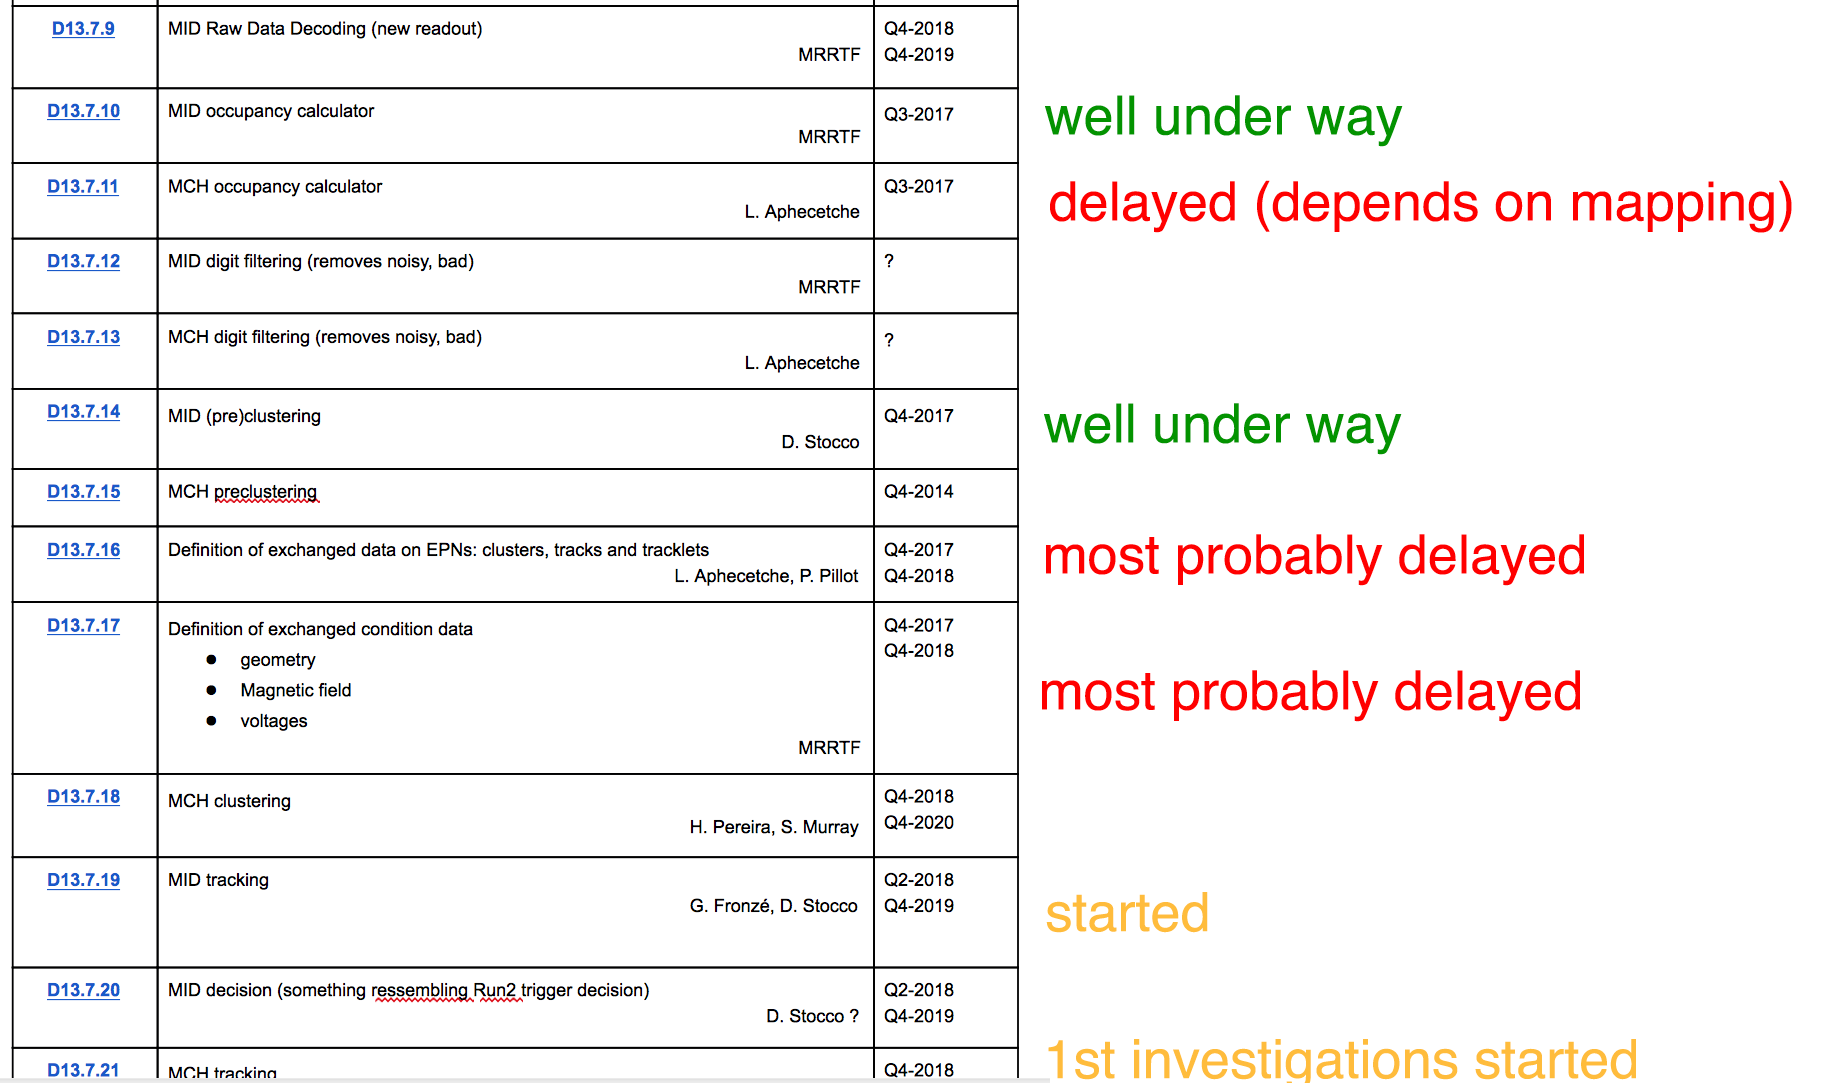 D13.7.9 MID Raw Data Decoding (new readout) Q4-2018
MRRTF Q4-2019
D13.7.10 MID occupancy calculator Q3-2017 well under way
MRRTF
D13.7.11 MCH occupancy calculator Q3-2017 delayed (depends on mapping)
L. Aphecetche
D13.7.12 MID digit filtering (removes noisy, bad) ?
MRRTF
D13.7.13 MCH digit filtering (removes noisy, bad) ?
L. Aphecetche
D13.7.14 MID (pre)clustering Q4-2017 well under way
D. Stocco
D13.7.15 MCH preclustering Q4-2014
D13.7.16 Definition of exchanged data on EPNs: clusters, tracks and tracklets Q4-2017 most probably delayed
L. Aphecetche, P. Pillot Q4-2018
D13.7.17 Definition of exchanged condition data Q4-2017
● geometry Q4-2018
● Magnetic field most probably delayed
● voltages
MRRTF
D13.7.18 MCH clustering Q4-2018
H. Pereira, S. Murray Q4-2020
D13.7.19 MID tracking Q2-2018
G. Fronzé, D. Stocco Q4-2019 started
D13.7.20 MID decision (something ressembling Run2 trigger decision) Q2-2018
D. Stocco ? Q4-2019
D13.7.21 MCH tracking Q4-2018 1st investigations started